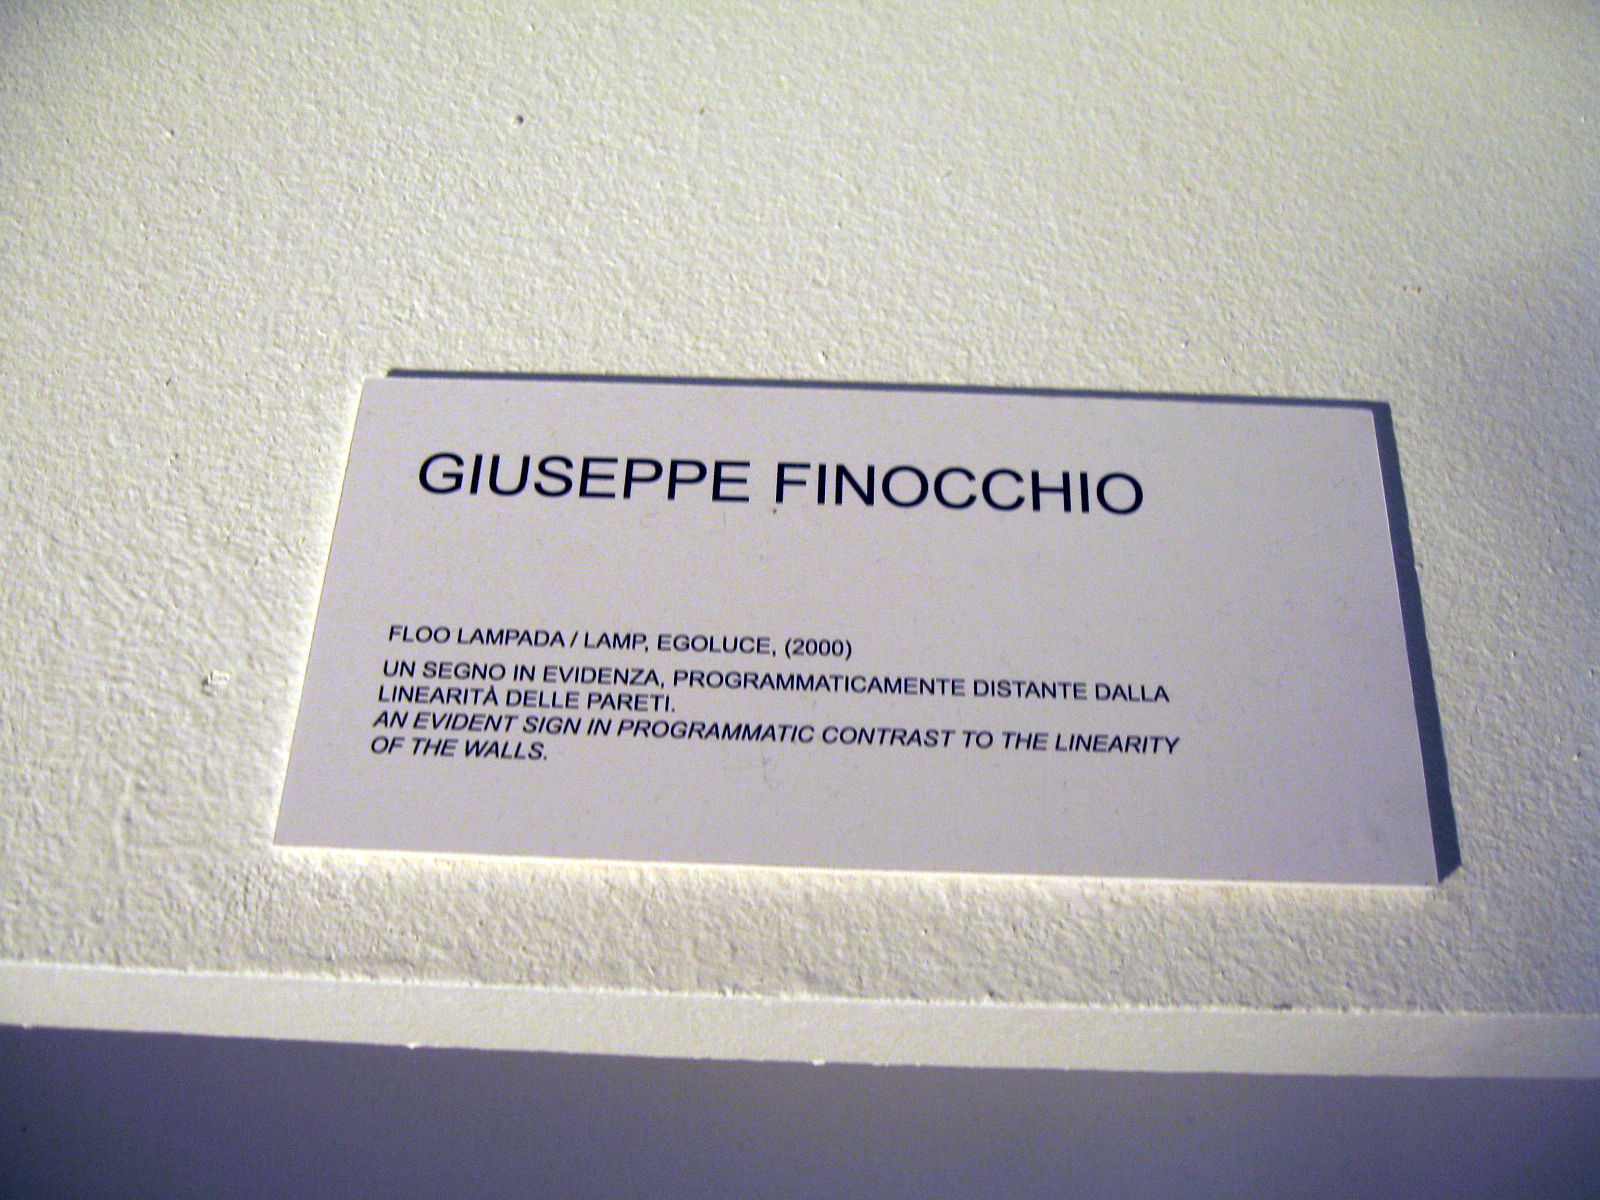 GIUSEPPE FINOCCHIO
FLOO LAMPADA / LAMP, EGOLUCE, (2000)
UN SEGNO IN EVIDENZA, PROGRAMMATICAMENTE DISTANTE DALLA
LINEARITÀ DELLE PARETI.
AN EVIDENT SIGN IN PROGRAMMATIC CONTRAST TO THE LINEARITY
OF THE WALLS.